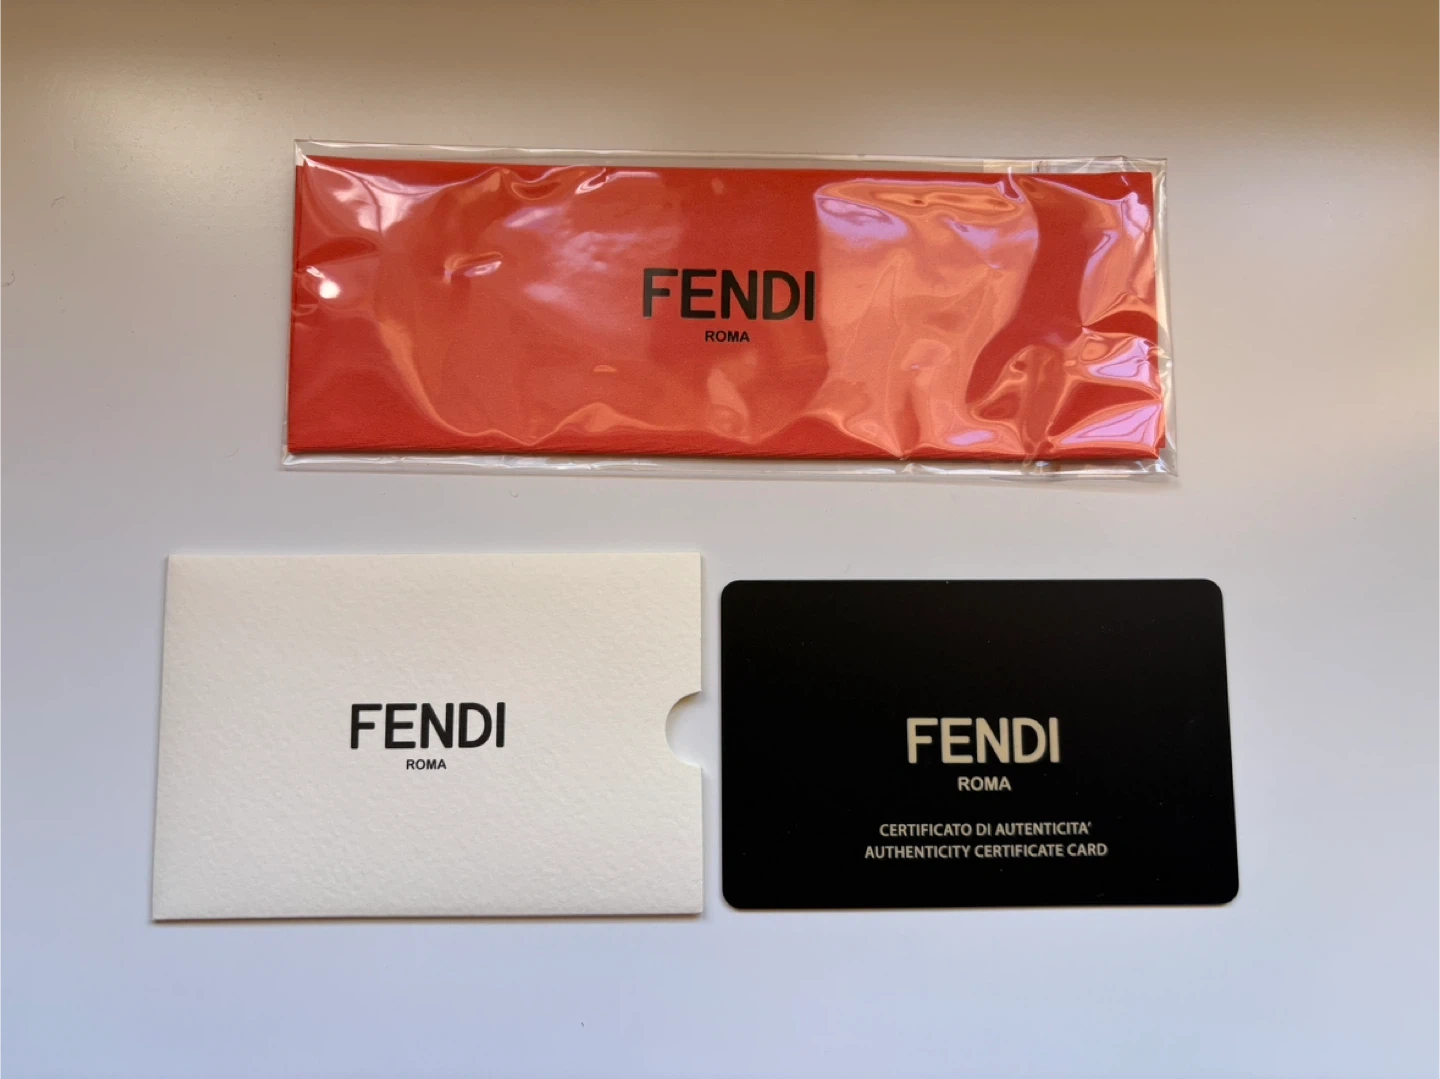 FENDI
ROMA
FENDI
ROMA
FENDI
ROMA
CERTIFICATO DI AUTENTICITA'
AUTHENTICITY CERTIFICATE CARD